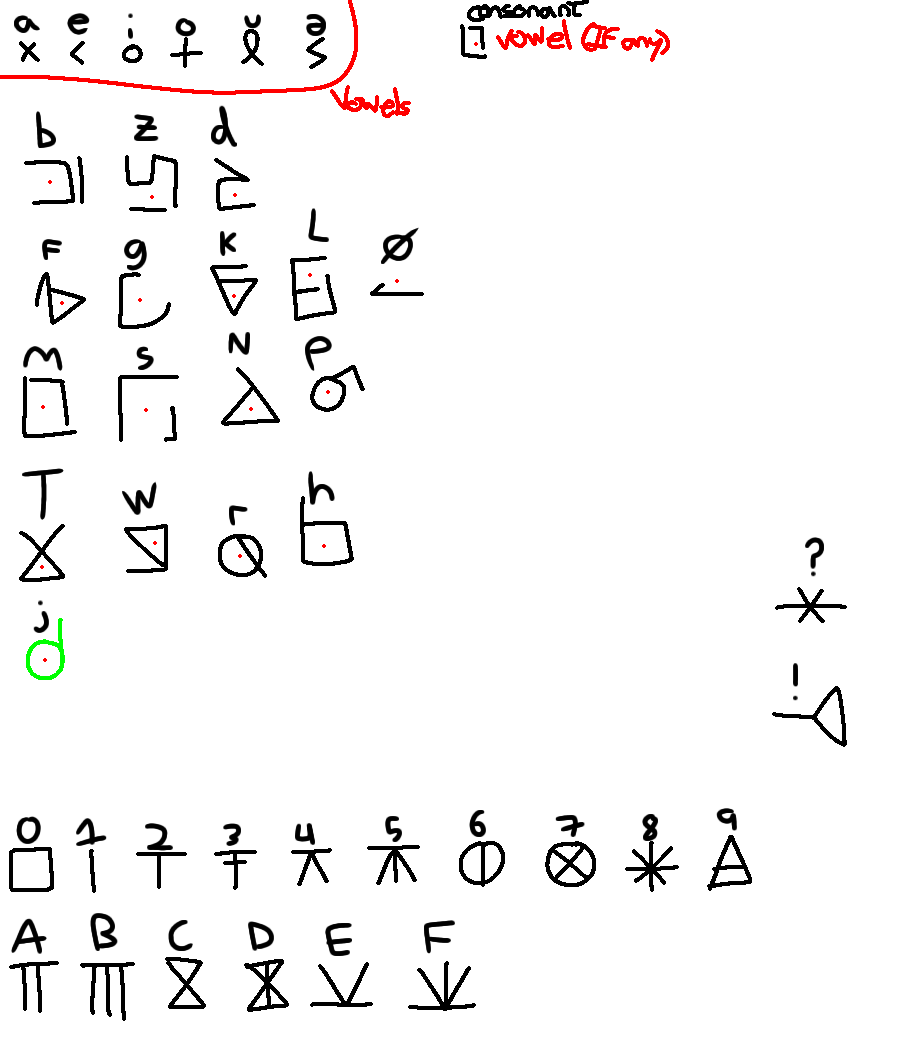 a e i o u ə
consonant
vowel (IF any)
Vowels
b z d
F g K L Ø
m s N P
T W r h
j
?
!
0 1 2 3 4 5 6 7 8 9
A B C D E F